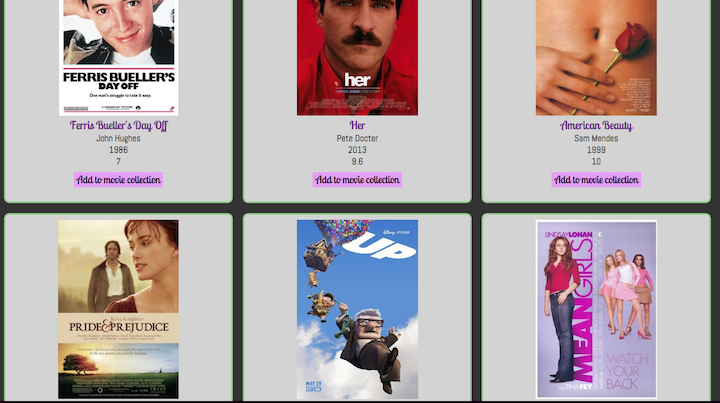 FERRIS BUELLER'S
DAY OFF
One man's struggle to take it easy.
Ferris Bueller's Day Off
John Hughes
1986
7
Add to movie collection
her
Her
Pete Docter
2013
9.6
Add to movie collection
American Beauty
Sam Mendes
1999
10
Add to movie collection
Keira Knightley
PRIDE & PREJUDICE
DISNEY · PIXAR
UP
MAY 29
3D
LINDSAY LOHAN
MEAN GIRLS
TINA FEY
WATCH
YOUR
BACK